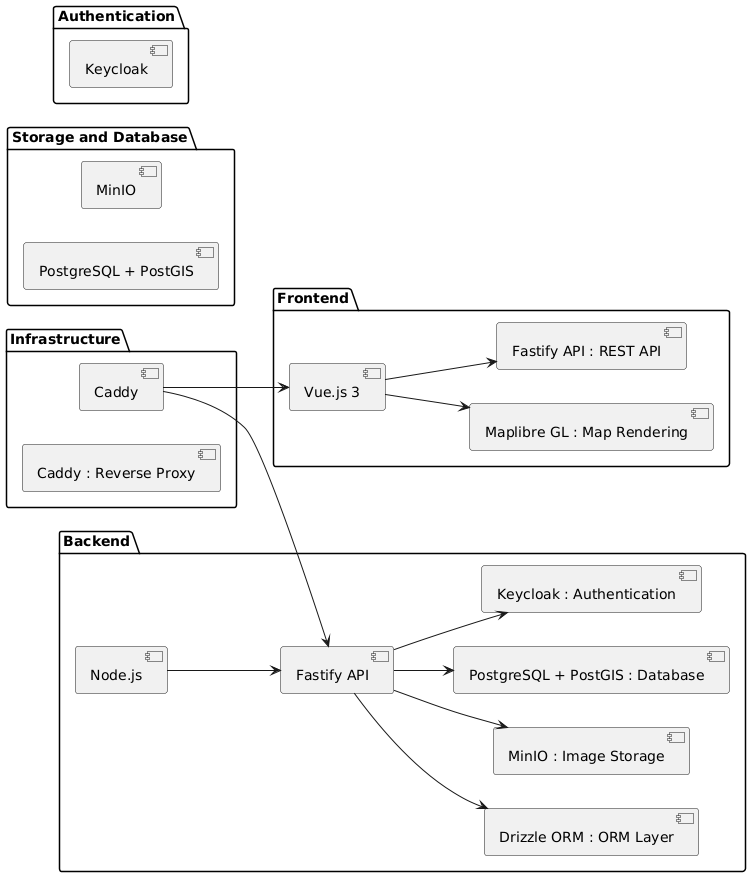 Authentication
Keycloak
Storage and Database
MinIO
PostgreSQL + PostGIS
Infrastructure
Caddy
Caddy : Reverse Proxy
Frontend
Vue.js 3
Fastify API : REST API
Maplibre GL : Map Rendering
Backend
Node.js
Fastify API
Keycloak : Authentication
PostgreSQL + PostGIS : Database
MinIO : Image Storage
Drizzle ORM : ORM Layer